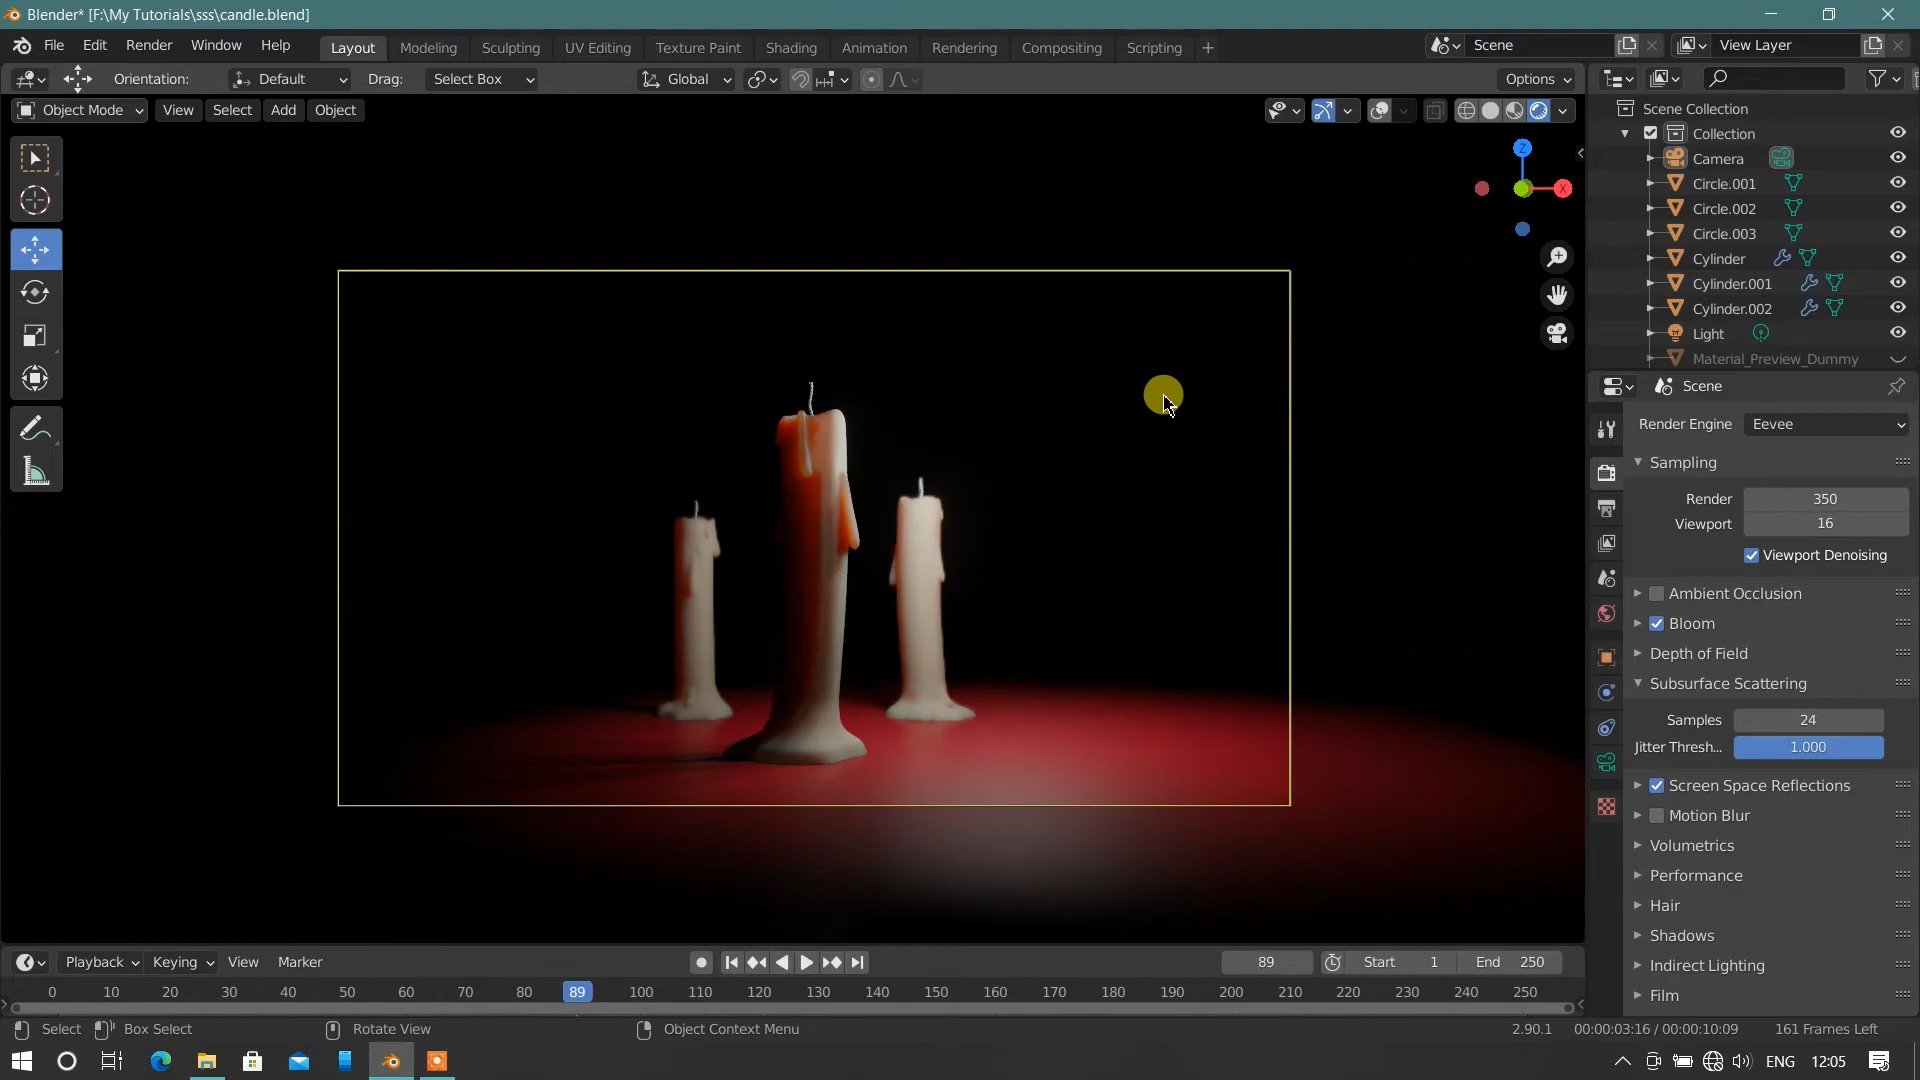 Blender* [F:\My Tutorials\sss\candle.blend]
File Edit Render Window Help Layout Modeling Sculpting UV Editing Texture Paint Shading Animation Rendering Compositing Scripting + Scene View Layer
Orientation: Default Drag: Select Box Global Options
Object Mode View Select Add Object
Z
X
Scene Collection
Collection
Camera
Circle.001
Circle.002
Circle.003
Cylinder
Cylinder.001
Cylinder.002
Light
Material_Preview_Dummy
Scene
Render Engine Eevee
Sampling
Render 350
Viewport 16
Viewport Denoising
Ambient Occlusion
Bloom
Depth of Field
Subsurface Scattering
Samples 24
Jitter Thresh... 1.000
Screen Space Reflections
Motion Blur
Volumetrics
Performance
Hair
Shadows
Indirect Lighting
Film
Playback Keying View Marker 89 Start 1 End 250
0 10 20 30 40 50 60 70 80 89 100 110 120 130 140 150 160 170 180 190 200 210 220 230 240 250
Select Box Select Rotate View Object Context Menu 2.90.1 00:00:03:16 / 00:00:10:09 161 Frames Left
ENG 12:05